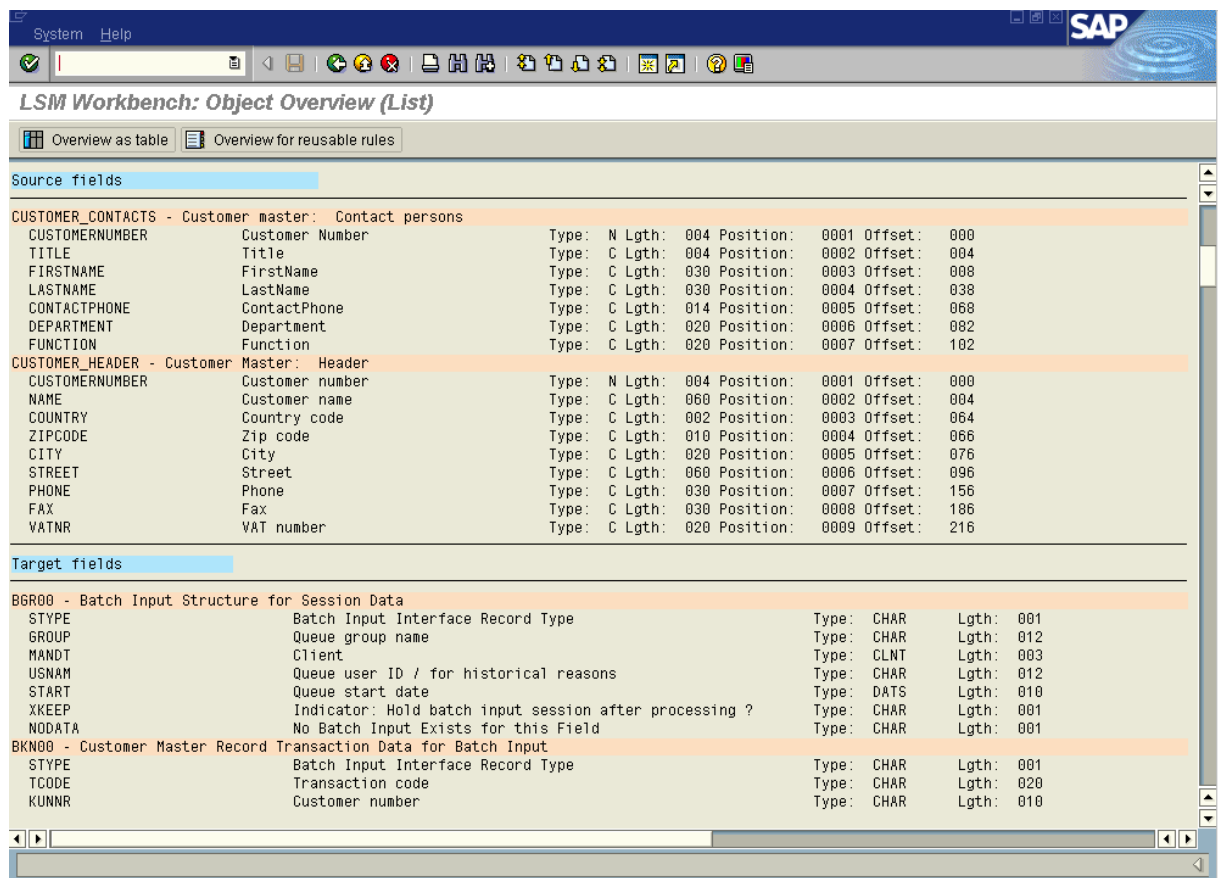 System Help
SAP
LSM Workbench: Object Overview (List)
Overview as table Overview for reusable rules
Source fields
CUSTOMER_CONTACTS - Customer master: Contact persons
CUSTOMERNUMBER Customer Number Type: N Lgth: 004 Position: 0001 Offset: 000
TITLE Title Type: C Lgth: 004 Position: 0002 Offset: 004
FIRSTNAME FirstName Type: C Lgth: 030 Position: 0003 Offset: 008
LASTNAME LastName Type: C Lgth: 030 Position: 0004 Offset: 038
CONTACTPHONE ContactPhone Type: C Lgth: 014 Position: 0005 Offset: 068
DEPARTMENT Department Type: C Lgth: 020 Position: 0006 Offset: 082
FUNCTION Function Type: C Lgth: 020 Position: 0007 Offset: 102
CUSTOMER_HEADER - Customer Master: Header
CUSTOMERNUMBER Customer number Type: N Lgth: 004 Position: 0001 Offset: 000
NAME Customer name Type: C Lgth: 060 Position: 0002 Offset: 004
COUNTRY Country code Type: C Lgth: 002 Position: 0003 Offset: 064
ZIPCODE Zip code Type: C Lgth: 010 Position: 0004 Offset: 066
CITY City Type: C Lgth: 020 Position: 0005 Offset: 076
STREET Street Type: C Lgth: 060 Position: 0006 Offset: 096
PHONE Phone Type: C Lgth: 030 Position: 0007 Offset: 156
FAX Fax Type: C Lgth: 030 Position: 0008 Offset: 186
VATNR VAT number Type: C Lgth: 020 Position: 0009 Offset: 216
Target fields
BGR00 - Batch Input Structure for Session Data
STYPE Batch Input Interface Record Type Type: CHAR Lgth: 001
GROUP Queue group name Type: CHAR Lgth: 012
MANDT Client Type: CLNT Lgth: 003
USNAM Queue user ID / for historical reasons Type: CHAR Lgth: 012
START Queue start date Type: DATS Lgth: 010
XKEEP Indicator: Hold batch input session after processing ? Type: CHAR Lgth: 001
NODATA No Batch Input Exists for this Field Type: CHAR Lgth: 001
BKN00 - Customer Master Record Transaction Data for Batch Input
STYPE Batch Input Interface Record Type Type: CHAR Lgth: 001
TCODE Transaction code Type: CHAR Lgth: 020
KUNNR Customer number Type: CHAR Lgth: 010